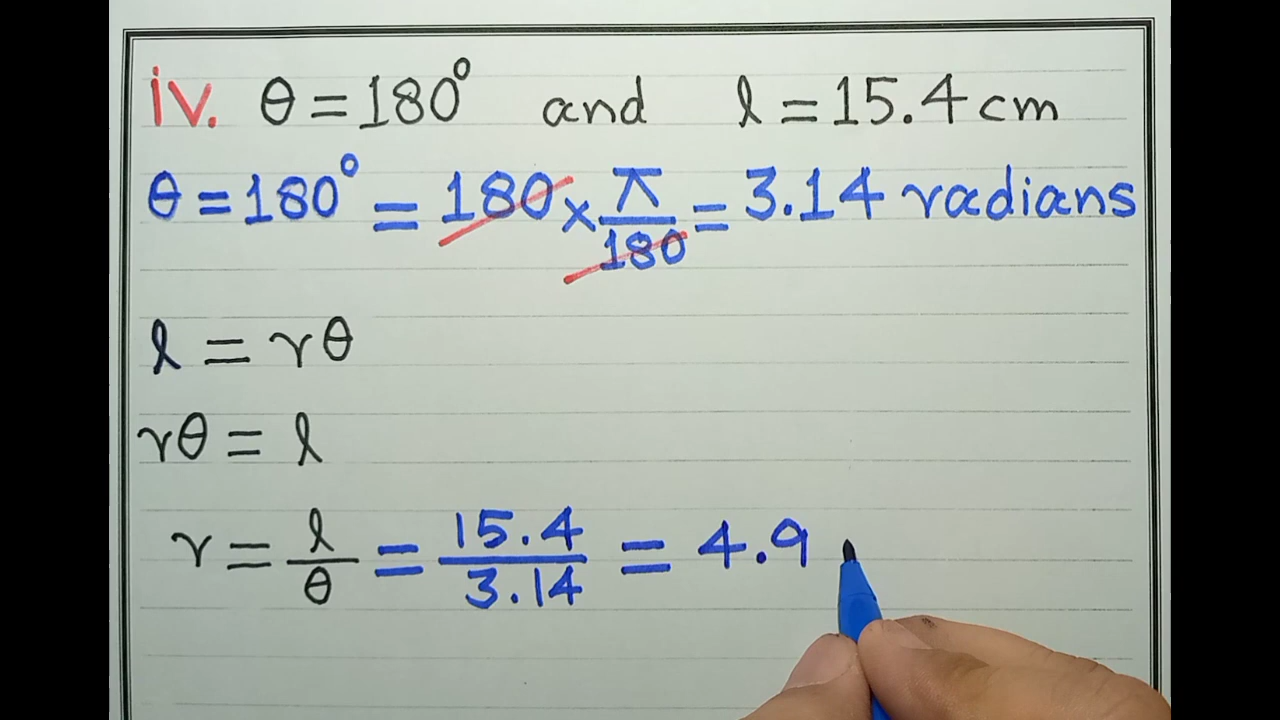 iv. θ = 180° and l = 15.4 cm
θ = 180° = 180 × π/180 = 3.14 radians
l = rθ
rθ = l
r = l/θ = 15.4/3.14 = 4.9